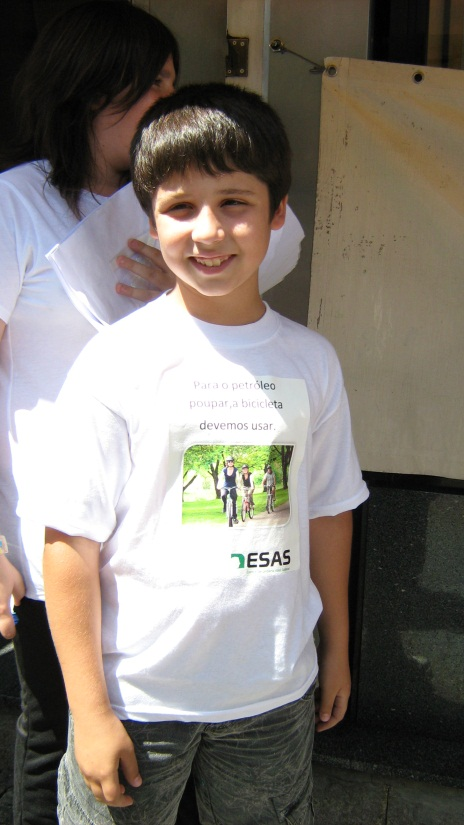 Para o petróleo
poupar,a bicicleta
devemos usar.
ESAS